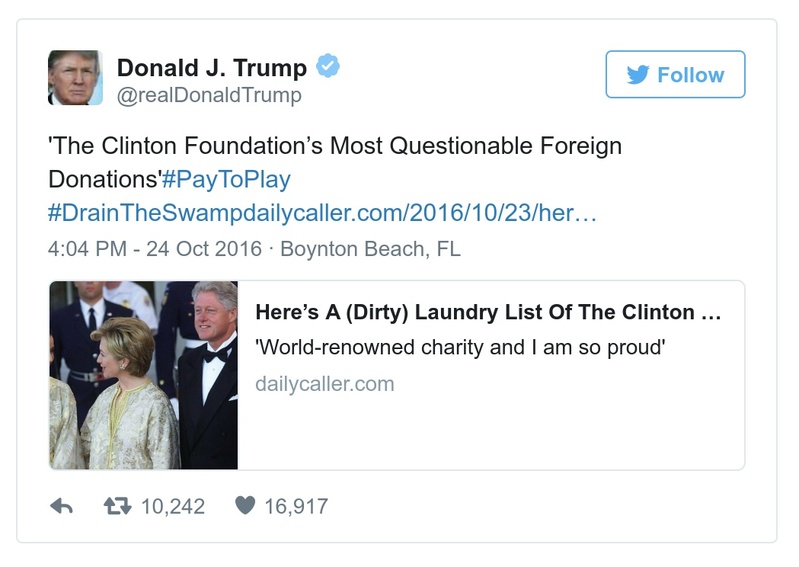 Donald J. Trump
@realDonaldTrump
Follow
'The Clinton Foundation’s Most Questionable Foreign
Donations'#PayToPlay
#DrainTheSwampdailycaller.com/2016/10/23/her…
4:04 PM - 24 Oct 2016 · Boynton Beach, FL
Here’s A (Dirty) Laundry List Of The Clinton …
'World-renowned charity and I am so proud'
dailycaller.com
10,242 16,917